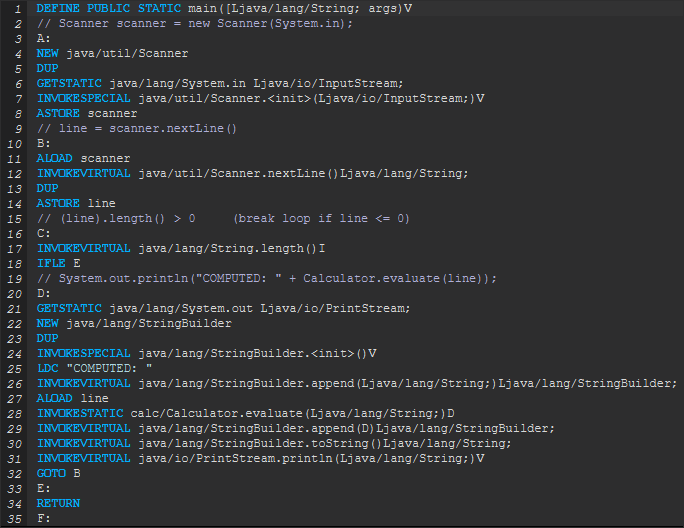 1 DEFINE PUBLIC STATIC main([Ljava/lang/String; args)V
2 // Scanner scanner = new Scanner(System.in);
3 A:
4 NEW java/util/Scanner
5 DUP
6 GETSTATIC java/lang/System.in Ljava/io/InputStream;
7 INVOKESPECIAL java/util/Scanner.<init>(Ljava/io/InputStream;)V
8 ASTORE scanner
9 // line = scanner.nextLine()
10 B:
11 ALOAD scanner
12 INVOKEVIRTUAL java/util/Scanner.nextLine()Ljava/lang/String;
13 DUP
14 ASTORE line
15 // (line).length() > 0     (break loop if line <= 0)
16 C:
17 INVOKEVIRTUAL java/lang/String.length()I
18 IFLE E
19 // System.out.println("COMPUTED: " + Calculator.evaluate(line));
20 D:
21 GETSTATIC java/lang/System.out Ljava/io/PrintStream;
22 NEW java/lang/StringBuilder
23 DUP
24 INVOKESPECIAL java/lang/StringBuilder.<init>()V
25 LDC "COMPUTED: "
26 INVOKEVIRTUAL java/lang/StringBuilder.append(Ljava/lang/String;)Ljava/lang/StringBuilder;
27 ALOAD line
28 INVOKESTATIC calc/Calculator.evaluate(Ljava/lang/String;)D
29 INVOKEVIRTUAL java/lang/StringBuilder.append(D)Ljava/lang/StringBuilder;
30 INVOKEVIRTUAL java/lang/StringBuilder.toString()Ljava/lang/String;
31 INVOKEVIRTUAL java/io/PrintStream.println(Ljava/lang/String;)V
32 GOTO B
33 E:
34 RETURN
35 F: